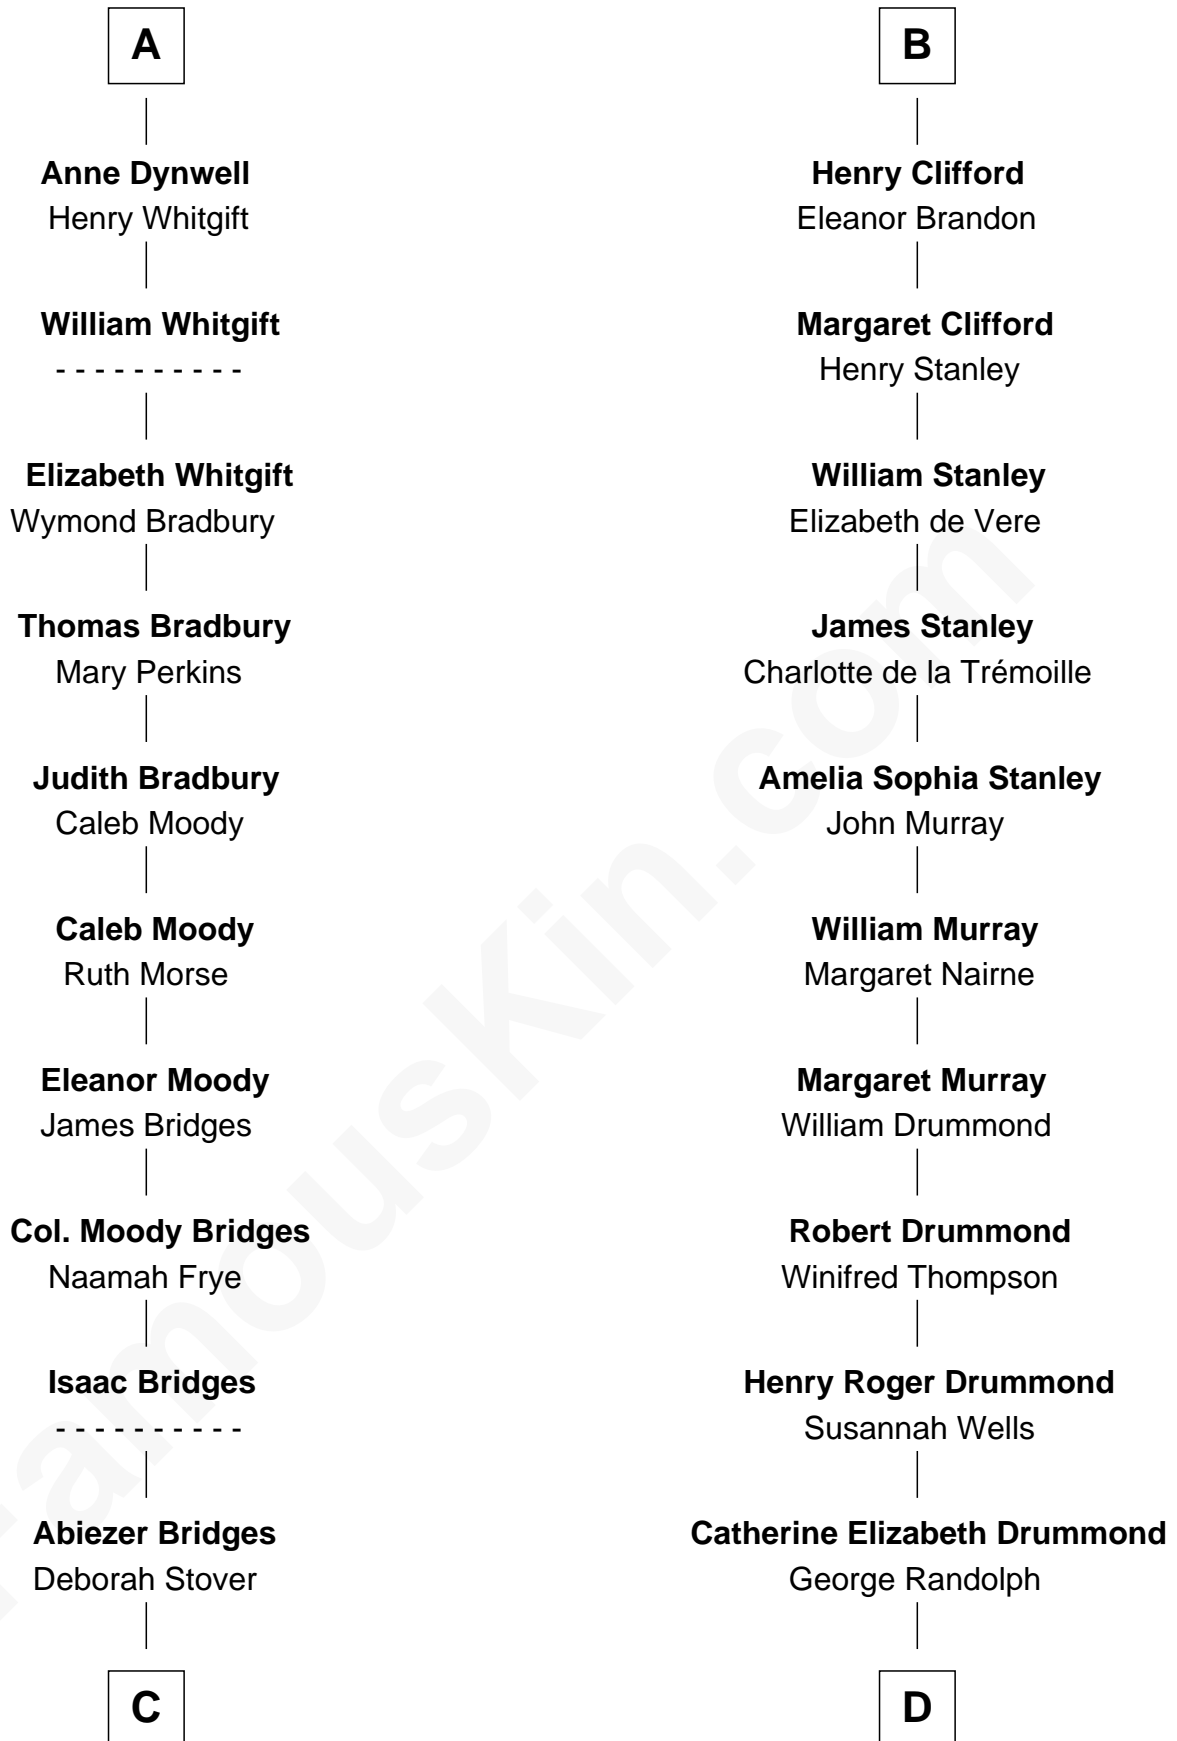 A
Anne Dynwell
Henry Whitgift
William Whitgift
- - - - - - - - - -
Elizabeth Whitgift
Wymond Bradbury
Thomas Bradbury
Mary Perkins
Judith Bradbury
Caleb Moody
Caleb Moody
Ruth Morse
Eleanor Moody
James Bridges
Col. Moody Bridges
Naamah Frye
Isaac Bridges
- - - - - - - - - -
Abiezer Bridges
Deborah Stover
C
B
Henry Clifford
Eleanor Brandon
Margaret Clifford
Henry Stanley
William Stanley
Elizabeth de Vere
James Stanley
Charlotte de la Trémoille
Amelia Sophia Stanley
John Murray
William Murray
Margaret Nairne
Margaret Murray
William Drummond
Robert Drummond
Winifred Thompson
Henry Roger Drummond
Susannah Wells
Catherine Elizabeth Drummond
George Randolph
D
FamousKin.com